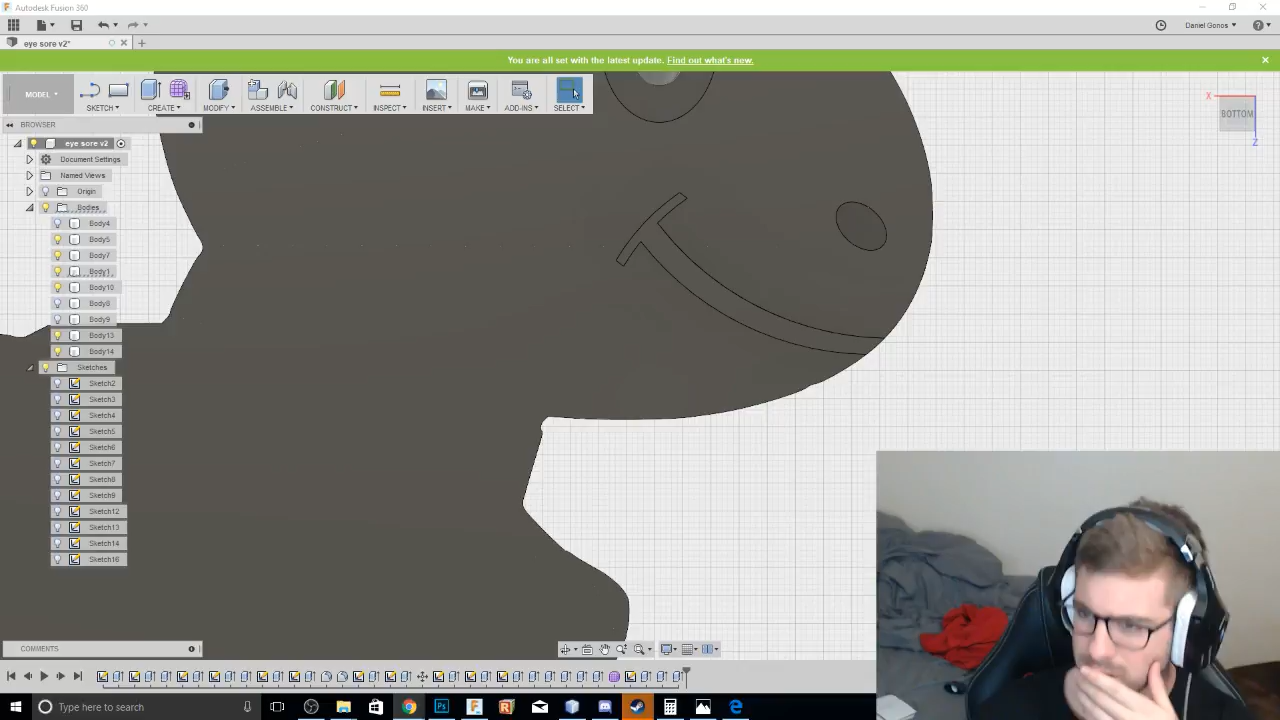 Autodesk Fusion 360
Daniel Gonos
eye sore v2*
You are all set with the latest update. Find out what's new.
MODEL
SKETCH
CREATE
MODIFY
ASSEMBLE
CONSTRUCT
INSPECT
INSERT
MAKE
ADD-INS
SELECT
X
BOTTOM
Z
BROWSER
eye sore v2
Document Settings
Named Views
Origin
Bodies
Body4
Body5
Body7
Body1
Body10
Body8
Body9
Body13
Body14
Sketches
Sketch2
Sketch3
Sketch4
Sketch5
Sketch6
Sketch7
Sketch8
Sketch9
Sketch12
Sketch13
Sketch14
Sketch16
COMMENTS
Type here to search